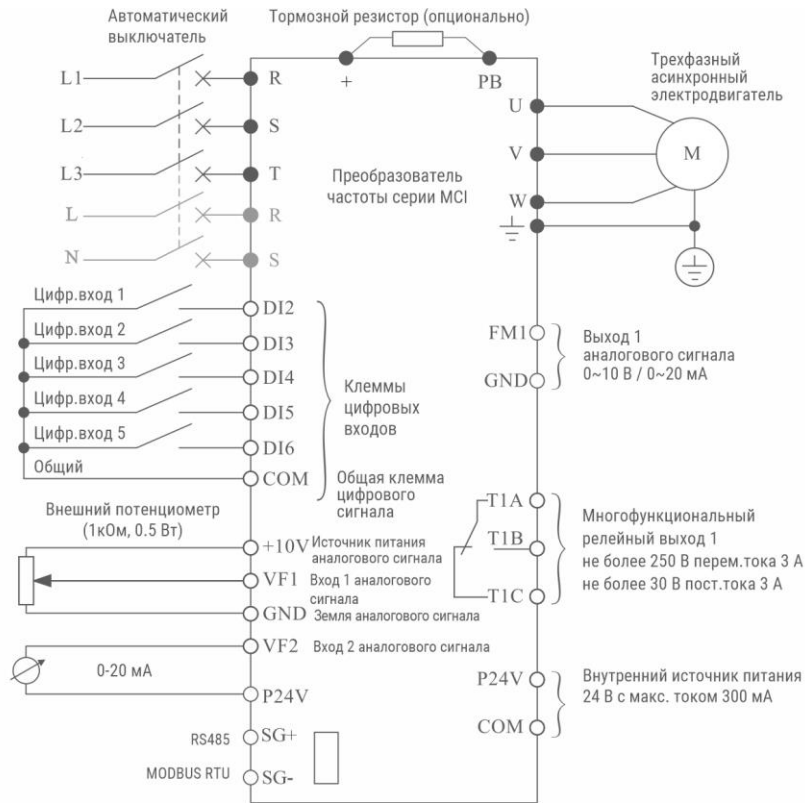 Автоматический
выключатель
Тормозной резистор (опционально)
+
PB
Трехфазный
асинхронный
электродвигатель
L1
R
L2
S
L3
T
L
R
N
S
U
V
W
M
Преобразователь
частоты серии MCI
Цифр.вход 1
DI2
Цифр.вход 2
DI3
Цифр.вход 3
DI4
Цифр.вход 4
DI5
Цифр.вход 5
DI6
Общий
COM
Клеммы
цифровых
входов
Общая клемма
цифрового
сигнала
FM1
GND
Выход 1
аналогового сигнала
0~10 В / 0~20 мА
Внешний потенциометр
(1кОм, 0.5 Вт)
+10V
Источник питания
аналогового сигнала
VF1
Вход 1 аналогового
сигнала
GND
Земля аналогового сигнала
VF2
Вход 2 аналогового сигнала
0-20 мА
P24V
T1A
T1B
T1C
Многофункциональный
релейный выход 1
не более 250 В перем.тока 3 А
не более 30 В пост.тока 3 А
P24V
COM
Внутренний источник питания
24 В с макс. током 300 мА
RS485
SG+
MODBUS RTU
SG-